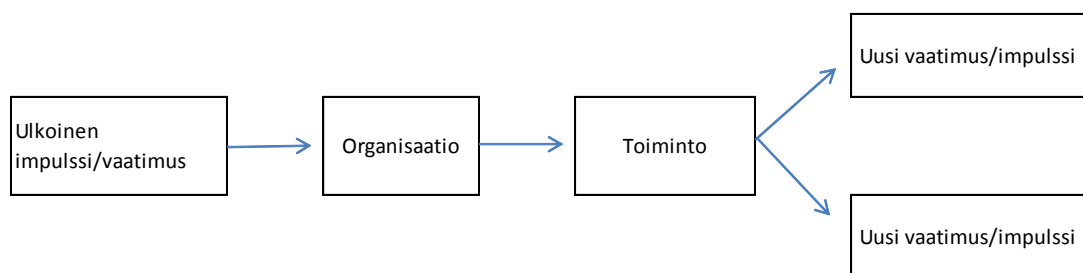 Ulkoinen
impulssi/vaatimus
Organisaatio
Toiminto
Uusi vaatimus/impulssi
Uusi vaatimus/impulssi